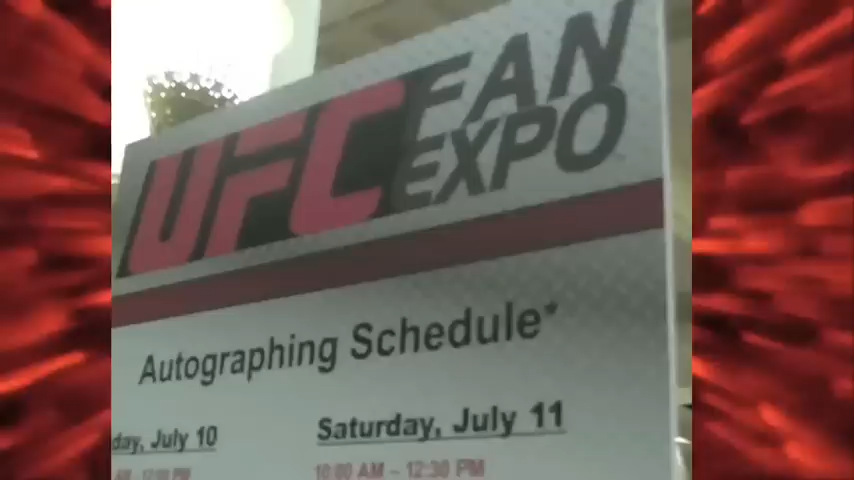 UFC FAN
EXPO
Autographing Schedule*
day, July 10
Saturday, July 11
10:00 AM – 12:30 PM